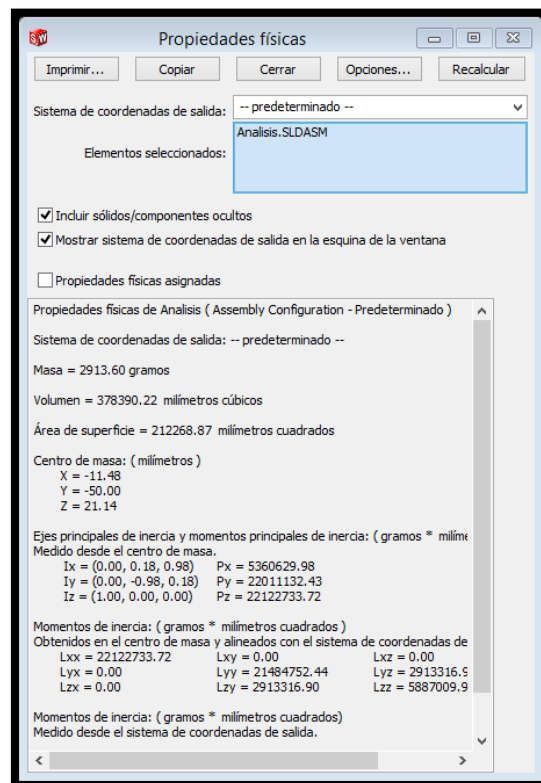 Propiedades físicas
Imprimir... Copiar Cerrar Opciones... Recalcular
Sistema de coordenadas de salida: -- predeterminado --
Elementos seleccionados: Analisis.SLDASM
Incluir sólidos/componentes ocultos
Mostrar sistema de coordenadas de salida en la esquina de la ventana
Propiedades físicas asignadas
Propiedades físicas de Analisis ( Assembly Configuration - Predeterminado )
Sistema de coordenadas de salida: -- predeterminado --
Masa = 2913.60 gramos
Volumen = 378390.22 milímetros cúbicos
Área de superficie = 212268.87 milímetros cuadrados
Centro de masa: ( milímetros )
X = -11.48
Y = -50.00
Z = 21.14
Ejes principales de inercia y momentos principales de inercia: ( gramos * milíme
Medido desde el centro de masa.
Ix = (0.00, 0.18, 0.98) Px = 5360629.98
Iy = (0.00, -0.98, 0.18) Py = 22011132.43
Iz = (1.00, 0.00, 0.00) Pz = 22122733.72
Momentos de inercia: ( gramos * milímetros cuadrados )
Obtenidos en el centro de masa y alineados con el sistema de coordenadas de
Lxx = 22122733.72 Lxy = 0.00 Lxz = 0.00
Lyx = 0.00 Lyy = 21484752.44 Lyz = 2913316.9
Lzx = 0.00 Lzy = 2913316.90 Lzz = 5887009.9
Momentos de inercia: ( gramos * milímetros cuadrados)
Medido desde el sistema de coordenadas de salida.